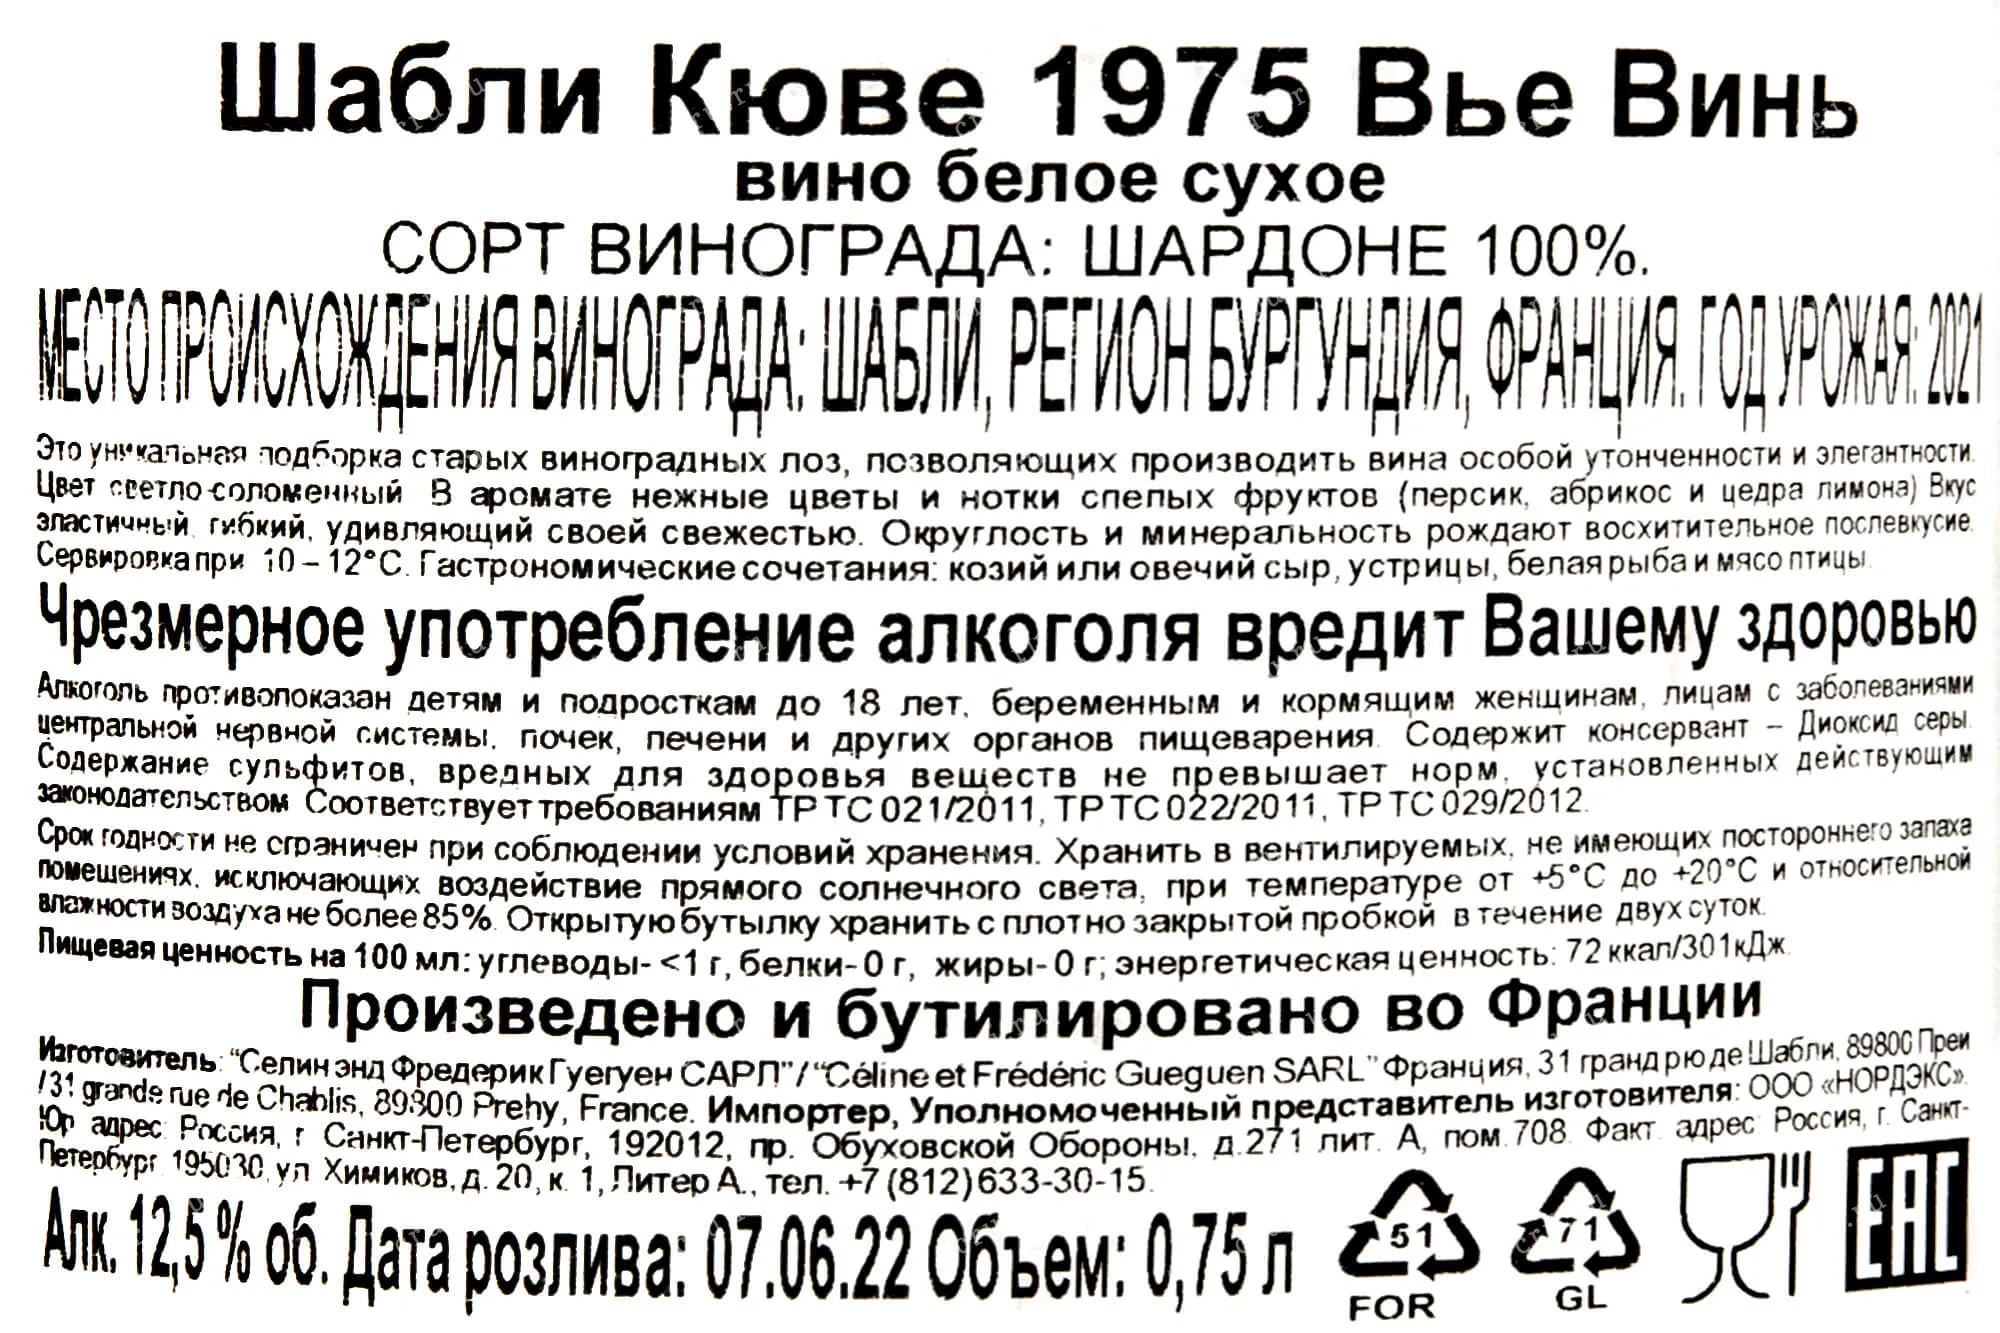 Шабли Кюве 1975 Вье Винь
вино белое сухое
СОРТ ВИНОГРАДА: ШАРДОНЕ 100%.
МЕСТО ПРОИСХОЖДЕНИЯ ВИНОГРАДА: ШАБЛИ, РЕГИОН БУРГУНДИЯ, ФРАНЦИЯ. ГОД УРОЖАЯ: 2021
Это уникальная подборка старых виноградных лоз, позволяющих производить вина особой утонченности и элегантности.
Цвет светло-соломенный В аромате нежные цветы и нотки спелых фруктов (персик, абрикос и цедра лимона) Вкус
эластичный, гибкий, удивляющий своей свежестью. Округлость и минеральность рождают восхитительное послевкусие.
Сервировка при 10 – 12°С. Гастрономические сочетания: козий или овечий сыр, устрицы, белая рыба и мясо птицы.
Чрезмерное употребление алкоголя вредит Вашему здоровью
Алкоголь противопоказан детям и подросткам до 18 лет, беременным и кормящим женщинам, лицам с заболеваниями
центральной нервной системы, почек, печени и других органов пищеварения. Содержит консервант – Диоксид серы.
Содержание сульфитов, вредных для здоровья веществ не превышает норм, установленных действующим
законодательством Соответствует требованиям ТР ТС 021/2011, ТР ТС 022/2011, ТР ТС 029/2012.
Срок годности не ограничен при соблюдении условий хранения. Хранить в вентилируемых, не имеющих постороннего запаха
помещениях, исключающих воздействие прямого солнечного света, при температуре от +5°С до +20°С и относительной
влажности воздуха не более 85%. Открытую бутылку хранить с плотно закрытой пробкой в течение двух суток.
Пищевая ценность на 100 мл: углеводы- <1 г, белки- 0 г, жиры- 0 г; энергетическая ценность: 72 ккал/301кДж.
Произведено и бутилировано во Франции
Изготовитель: "Селин энд Фредерик Гуегуен САРЛ" / "Céline et Frédéric Gueguen SARL" Франция, 31 гранд рю де Шабли, 89800 Преи
/31 grande rue de Chablis, 89800 Prehy, France. Импортер, Уполномоченный представитель изготовителя: ООО «НОРДЭКС».
Юр адрес: Россия, г Санкт-Петербург, 192012, пр. Обуховской Обороны, д.271 лит. А, пом.708. Факт. адрес: Россия, г. Санкт-
Петербург 195030, ул Химиков, д. 20, к. 1, Литер А., тел. +7 (812) 633-30-15.
Алк. 12,5 % об. Дата розлива: 07.06.22 Объем: 0,75 л
51
FOR
71
GL
EAC